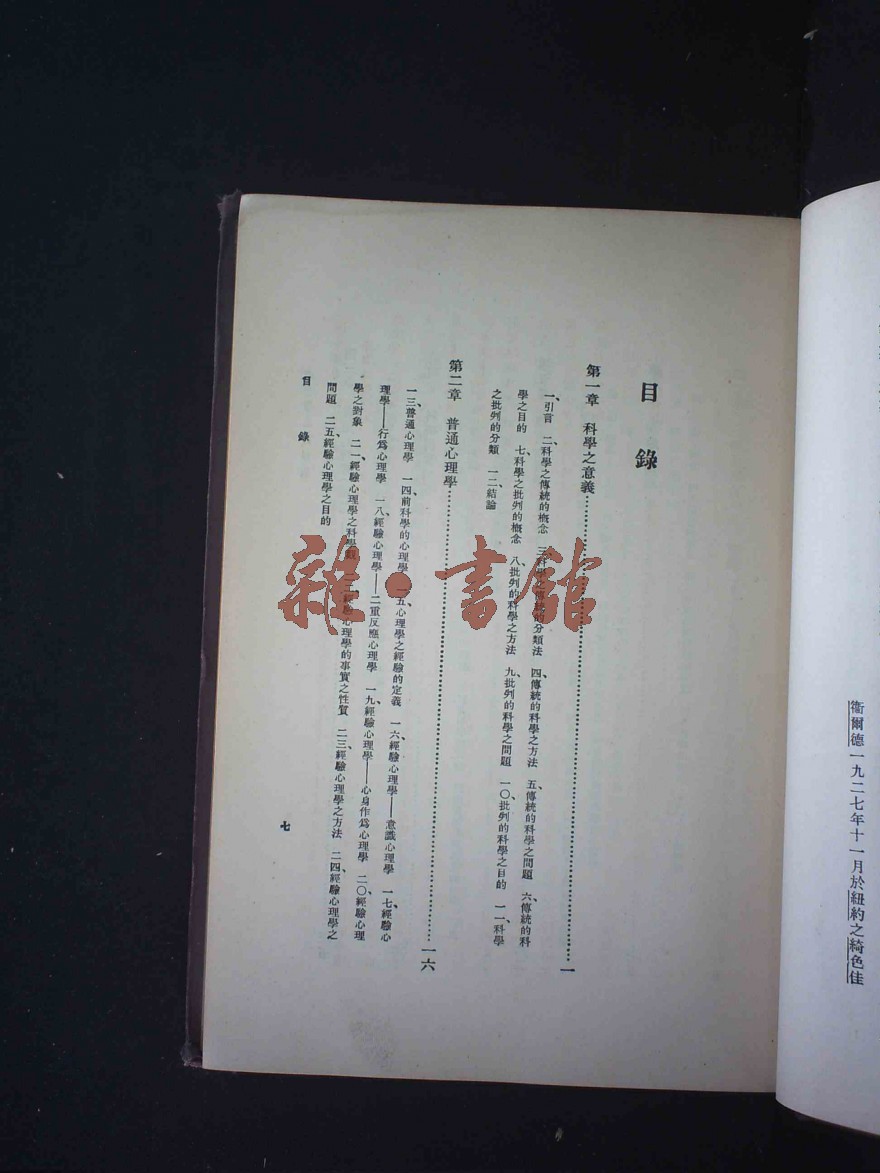 衞爾德一九二七年十一月於紐約之綺色佳
目錄
第一章 科學之意義……一
一、引言 二、科學之傳統的概念 三、科學之傳統的分類法 四、傳統的科學之方法 五、傳統的科學之問題 六、傳統的科
學之目的 七、科學之批判的概念 八、批判的科學之方法 九、批判的科學之問題 一〇、批判的科學之目的 一一、科學
之批判的分類 一二、結論
第二章 普通心理學……一六
一三、普通心理學 一四、前科學的心理學 一五、心理學之經驗的定義 一六、經驗心理學——意識心理學 一七、經驗心
理學——行爲心理學 一八、經驗心理學——二重反應心理學 一九、經驗心理學——心身作爲心理學 二〇、經驗心理
學之對象 二一、經驗心理學之科學 二二、經驗心理學的事實之性質 二三、經驗心理學之方法 二四、經驗心理學之
問題 二五、經驗心理學之目的
目錄
七
雜·書館